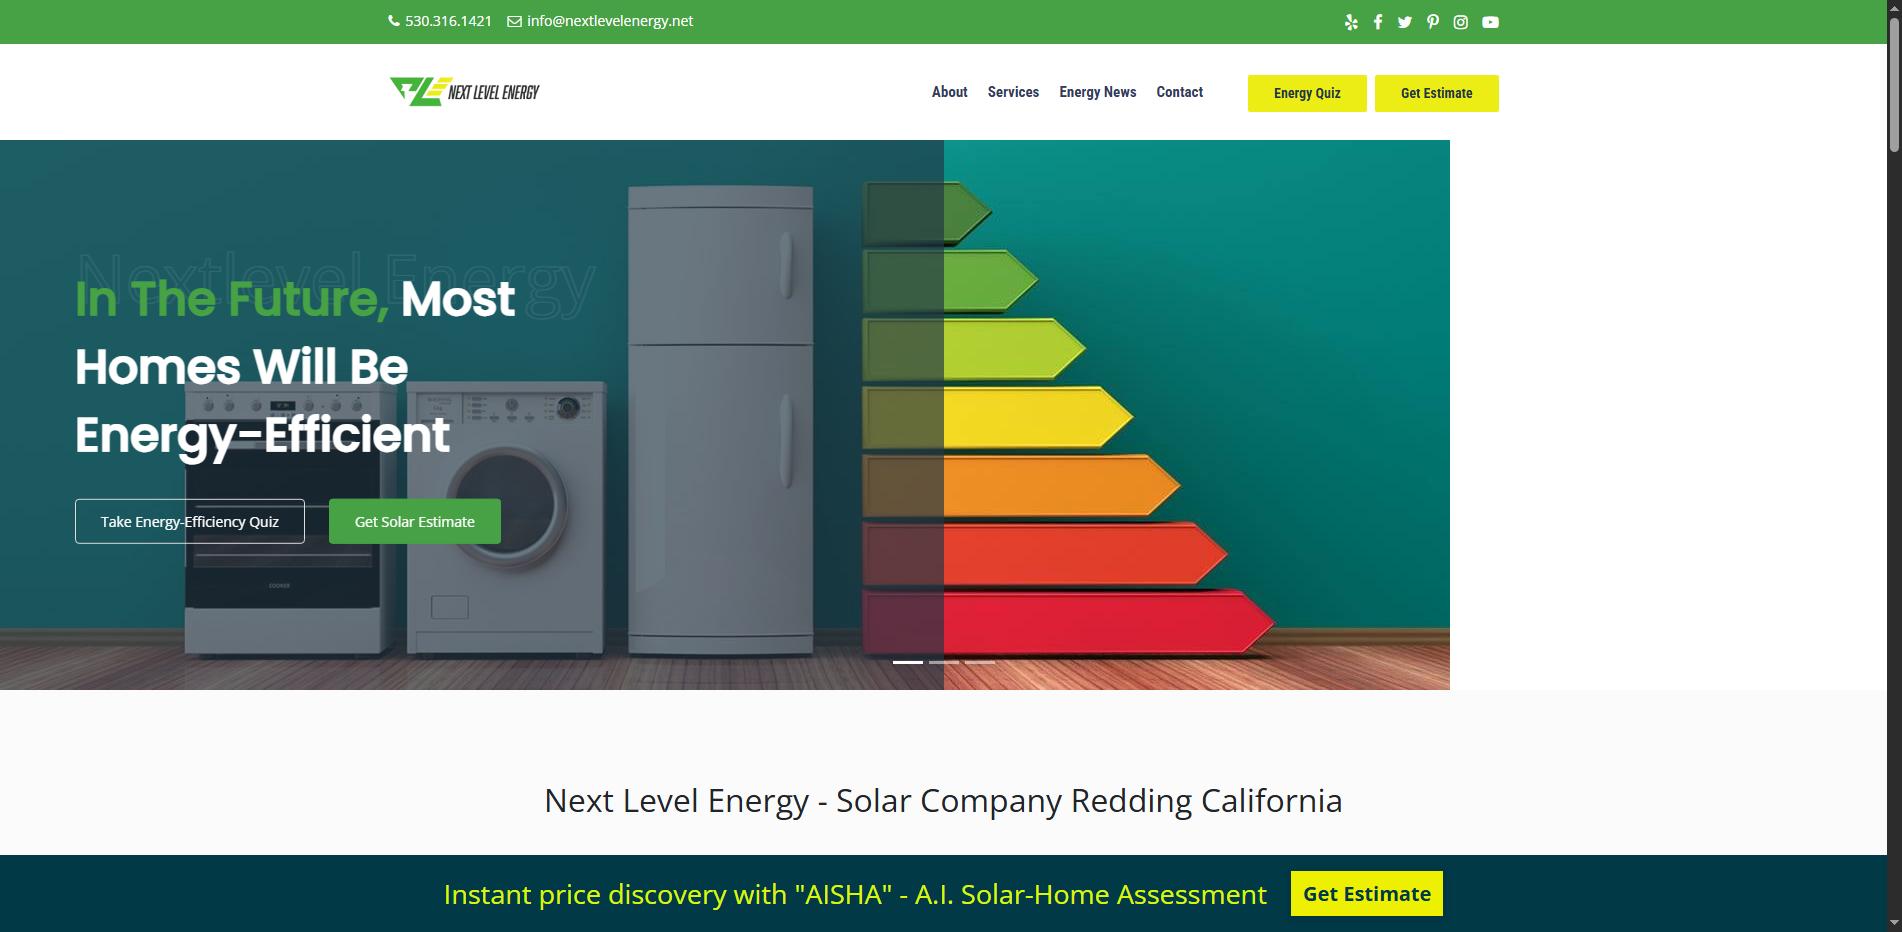 530.316.1421 info@nextlevelenergy.net
NEXT LEVEL ENERGY
About Services Energy News Contact Energy Quiz Get Estimate
Nextlevel Energy
In The Future, Most
Homes Will Be
Energy-Efficient
Take Energy-Efficiency Quiz Get Solar Estimate
COOKER
Next Level Energy - Solar Company Redding California
Instant price discovery with "AISHA" - A.I. Solar-Home Assessment Get Estimate